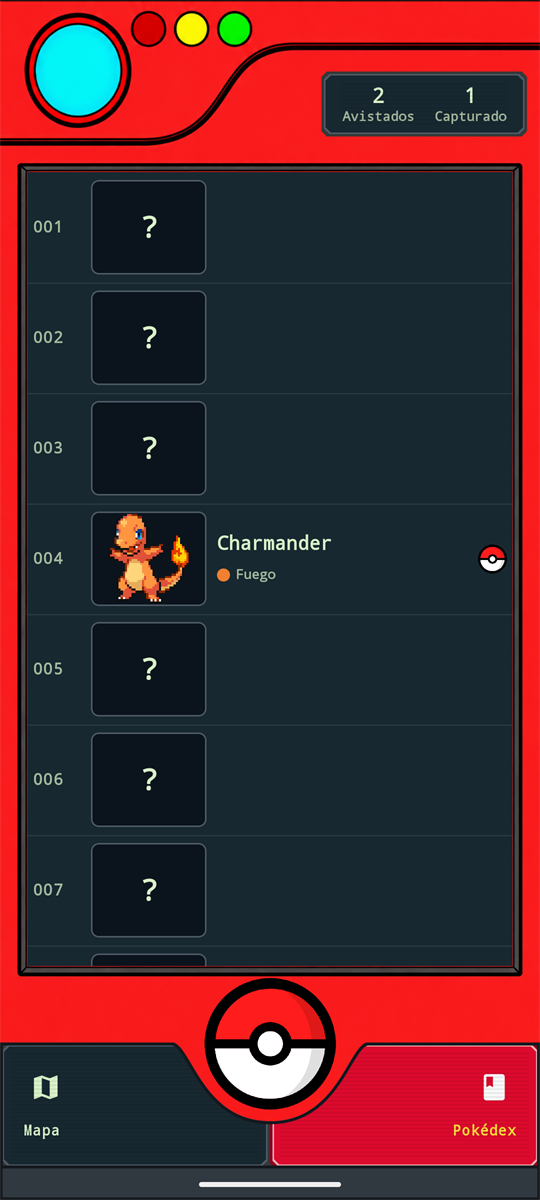 2 1
Avistados Capturado
001 ?
002 ?
003 ?
004 Charmander
Fuego
005 ?
006 ?
007 ?
Mapa Pokédex